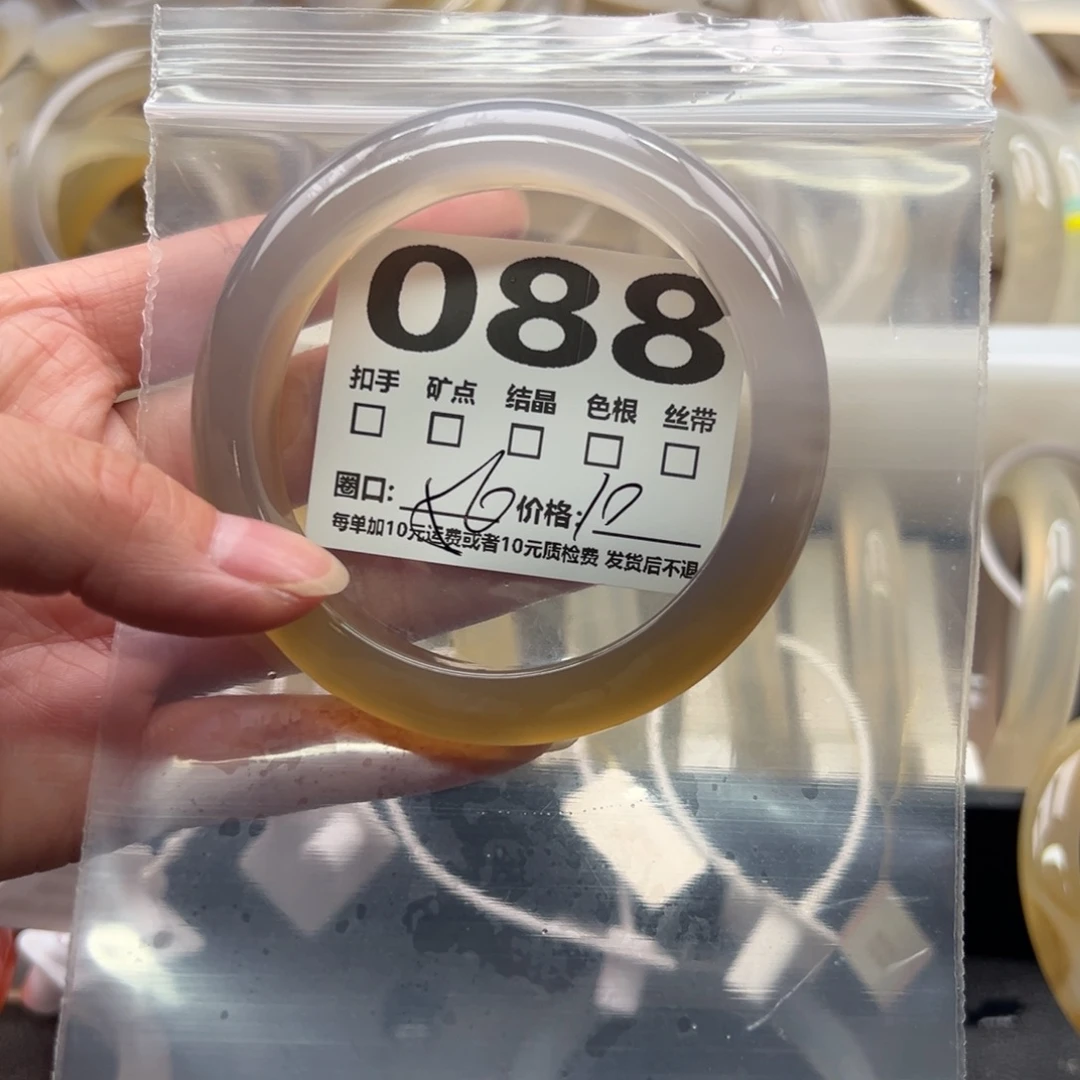 088
扣手 矿点 结晶 色根 丝带
圈口: 价格:
每单加10元运费或者10元质检费 发货后不退